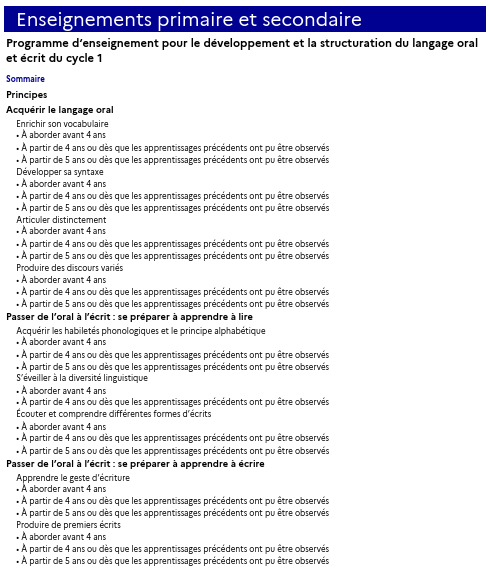 Enseignements primaire et secondaire
Programme d’enseignement pour le développement et la structuration du langage oral
et écrit du cycle 1
Sommaire
Principes
Acquérir le langage oral
Enrichir son vocabulaire
• À aborder avant 4 ans
• À partir de 4 ans ou dès que les apprentissages précédents ont pu être observés
• À partir de 5 ans ou dès que les apprentissages précédents ont pu être observés
Développer sa syntaxe
• À aborder avant 4 ans
• À partir de 4 ans ou dès que les apprentissages précédents ont pu être observés
• À partir de 5 ans ou dès que les apprentissages précédents ont pu être observés
Articuler distinctement
• À aborder avant 4 ans
• À partir de 4 ans ou dès que les apprentissages précédents ont pu être observés
• À partir de 5 ans ou dès que les apprentissages précédents ont pu être observés
Produire des discours variés
• À aborder avant 4 ans
• À partir de 4 ans ou dès que les apprentissages précédents ont pu être observés
• À partir de 5 ans ou dès que les apprentissages précédents ont pu être observés
Passer de l’oral à l’écrit : se préparer à apprendre à lire
Acquérir les habiletés phonologiques et le principe alphabétique
• À aborder avant 4 ans
• À partir de 4 ans ou dès que les apprentissages précédents ont pu être observés
• À partir de 5 ans ou dès que les apprentissages précédents ont pu être observés
S’éveiller à la diversité linguistique
• À aborder avant 4 ans
• À partir de 4 ans ou dès que les apprentissages précédents ont pu être observés
Écouter et comprendre différentes formes d’écrits
• À aborder avant 4 ans
• À partir de 4 ans ou dès que les apprentissages précédents ont pu être observés
• À partir de 5 ans ou dès que les apprentissages précédents ont pu être observés
Passer de l’oral à l’écrit : se préparer à apprendre à écrire
Apprendre le geste d’écriture
• À aborder avant 4 ans
• À partir de 4 ans ou dès que les apprentissages précédents ont pu être observés
• À partir de 5 ans ou dès que les apprentissages précédents ont pu être observés
Produire de premiers écrits
• À aborder avant 4 ans
• À partir de 4 ans ou dès que les apprentissages précédents ont pu être observés
• À partir de 5 ans ou dès que les apprentissages précédents ont pu être observés